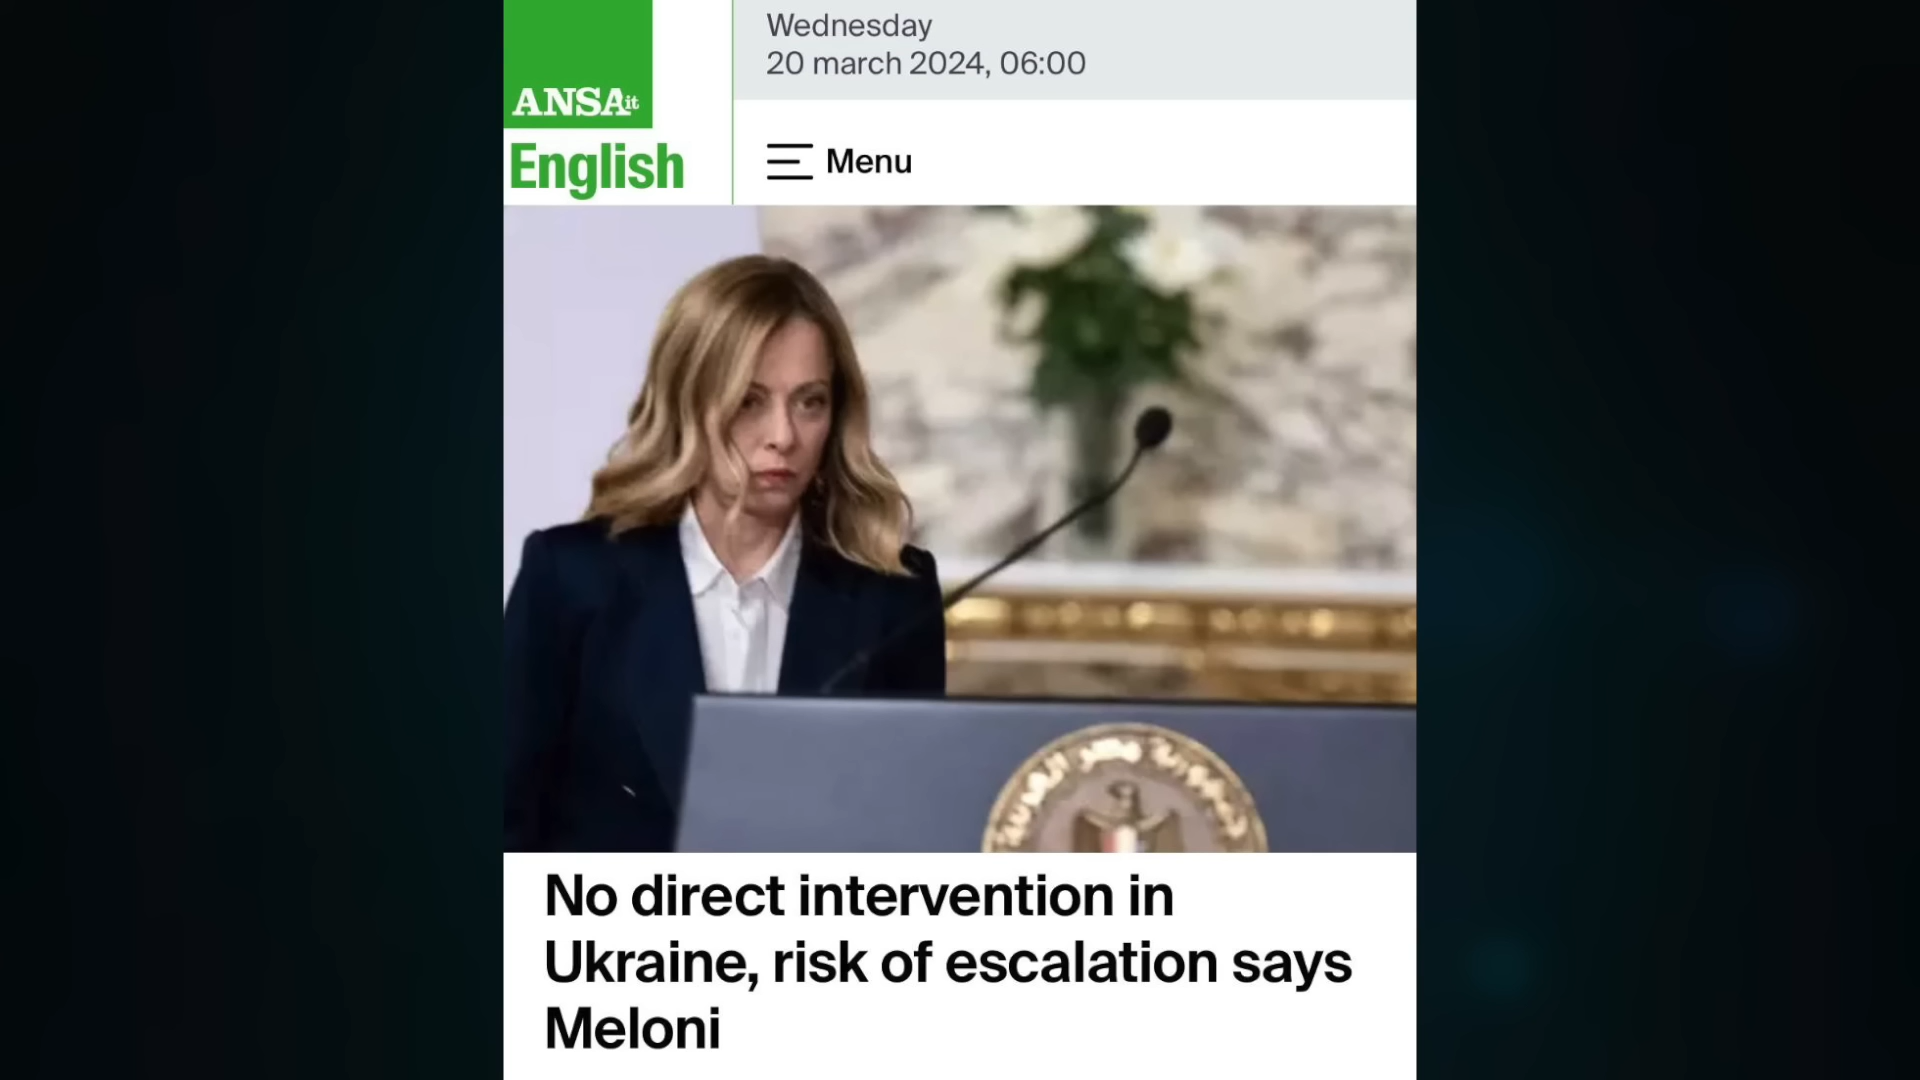 Wednesday
20 march 2024, 06:00
ANSAit
English
Menu
No direct intervention in
Ukraine, risk of escalation says
Meloni